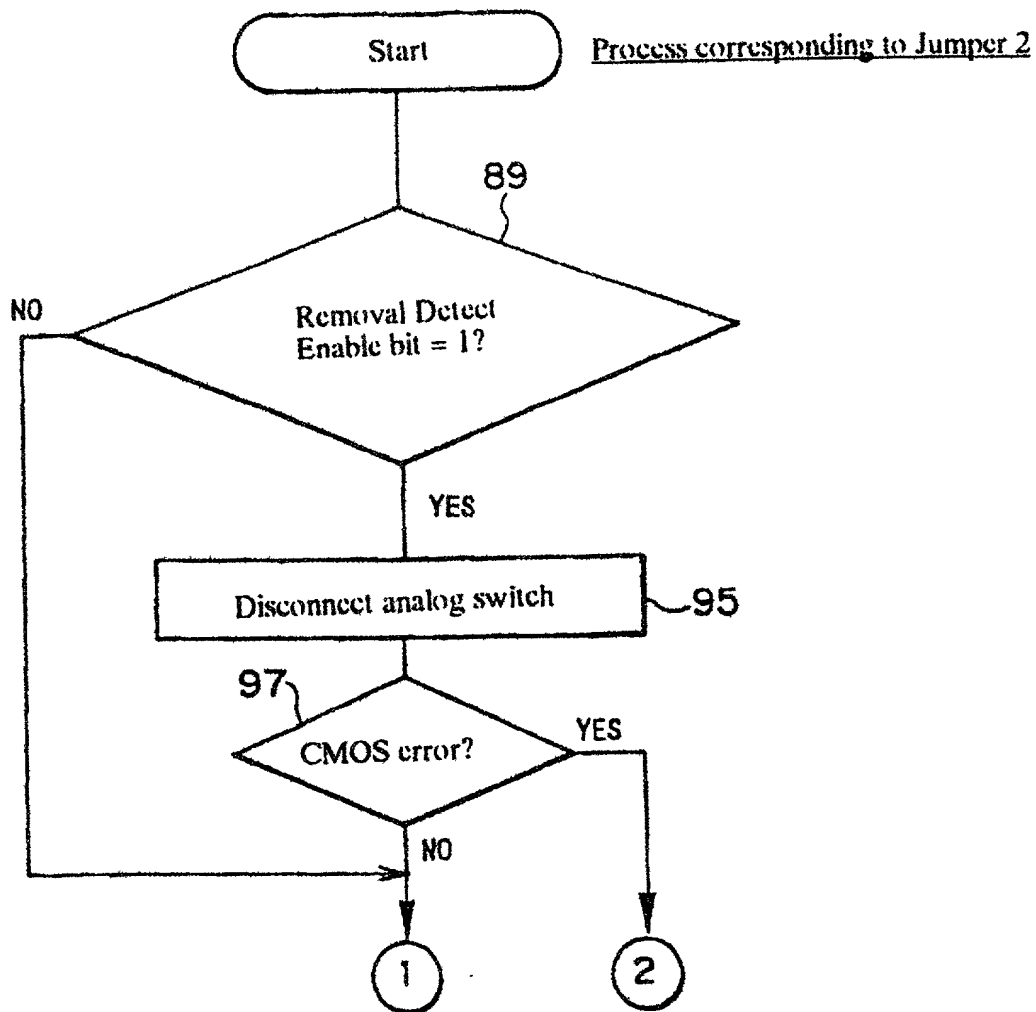 Start
Process corresponding to Jumper 2
89
NO
Removal Detect
Enable bit = 1?
YES
Disconnect analog switch
95
97
CMOS error?
YES
NO
1
2